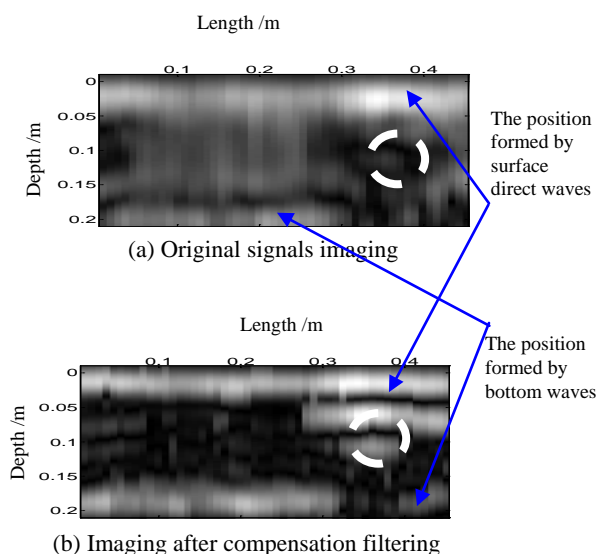 Length /m
0.1 0.2 0.3 0.4
0
0.05
0.1
0.15
0.2
Depth /m
(a) Original signals imaging
The position
formed by
surface
direct waves
Length /m
0.1 0.2 0.3 0.4
0
0.05
0.1
0.15
0.2
Depth /m
The position
formed by
bottom waves
(b) Imaging after compensation filtering